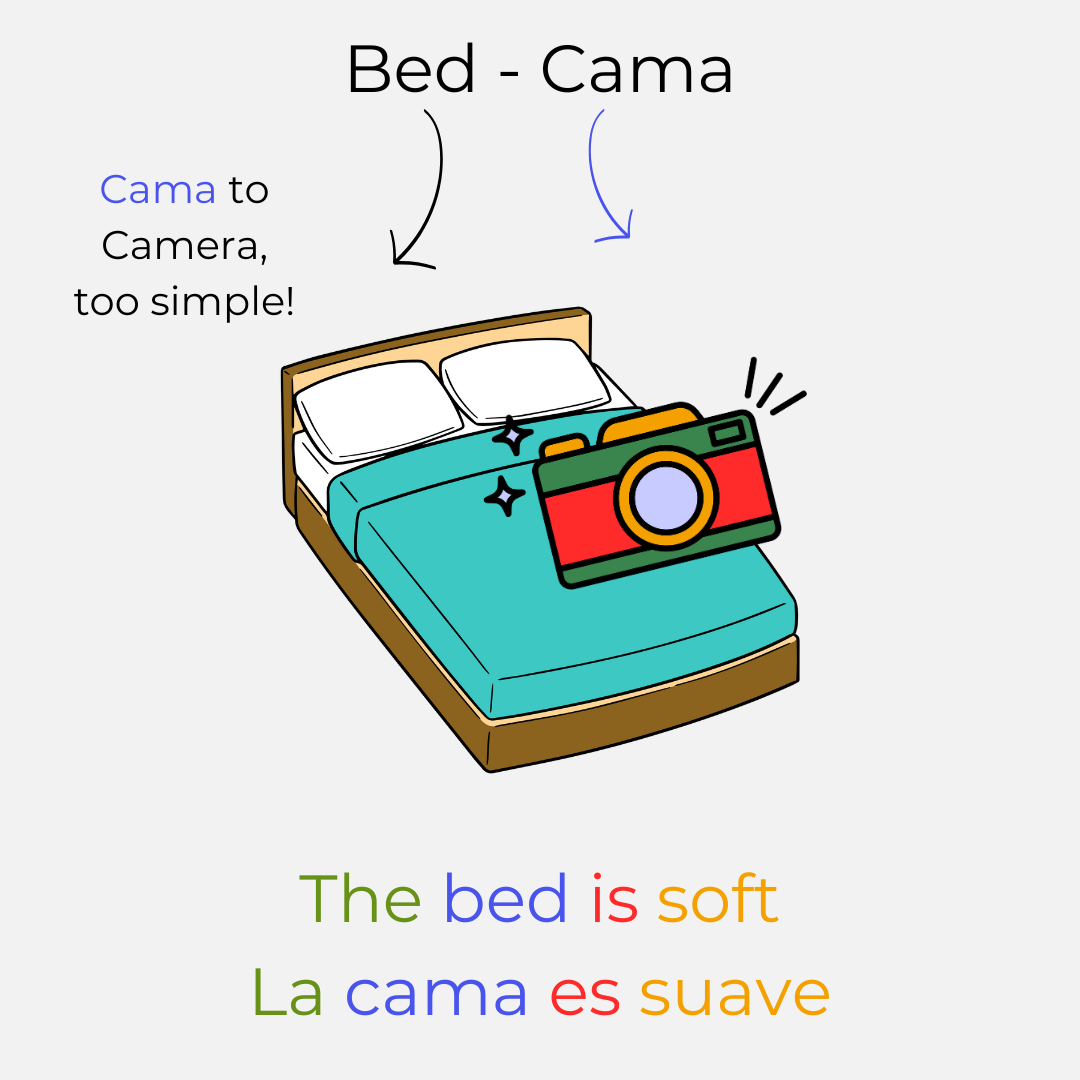 Bed - Cama
Cama to
Camera,
too simple!
The bed is soft
La cama es suave